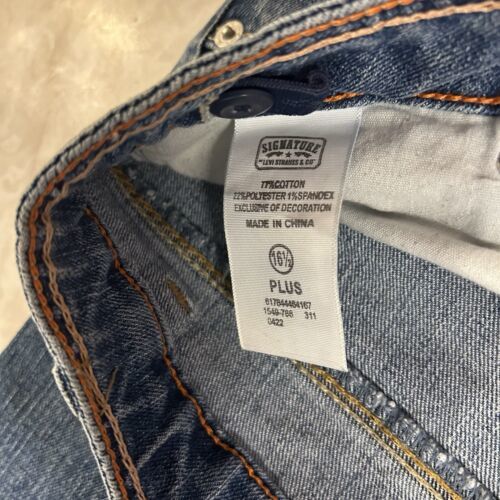 SIGNATURE
LEVI STRAUSS & CO
77%COTTON
22%POLYESTER 1%SPANDEX
EXCLUSIVE OF DECORATION
MADE IN CHINA
16½
PLUS
617844464167
1549-788 311
0422